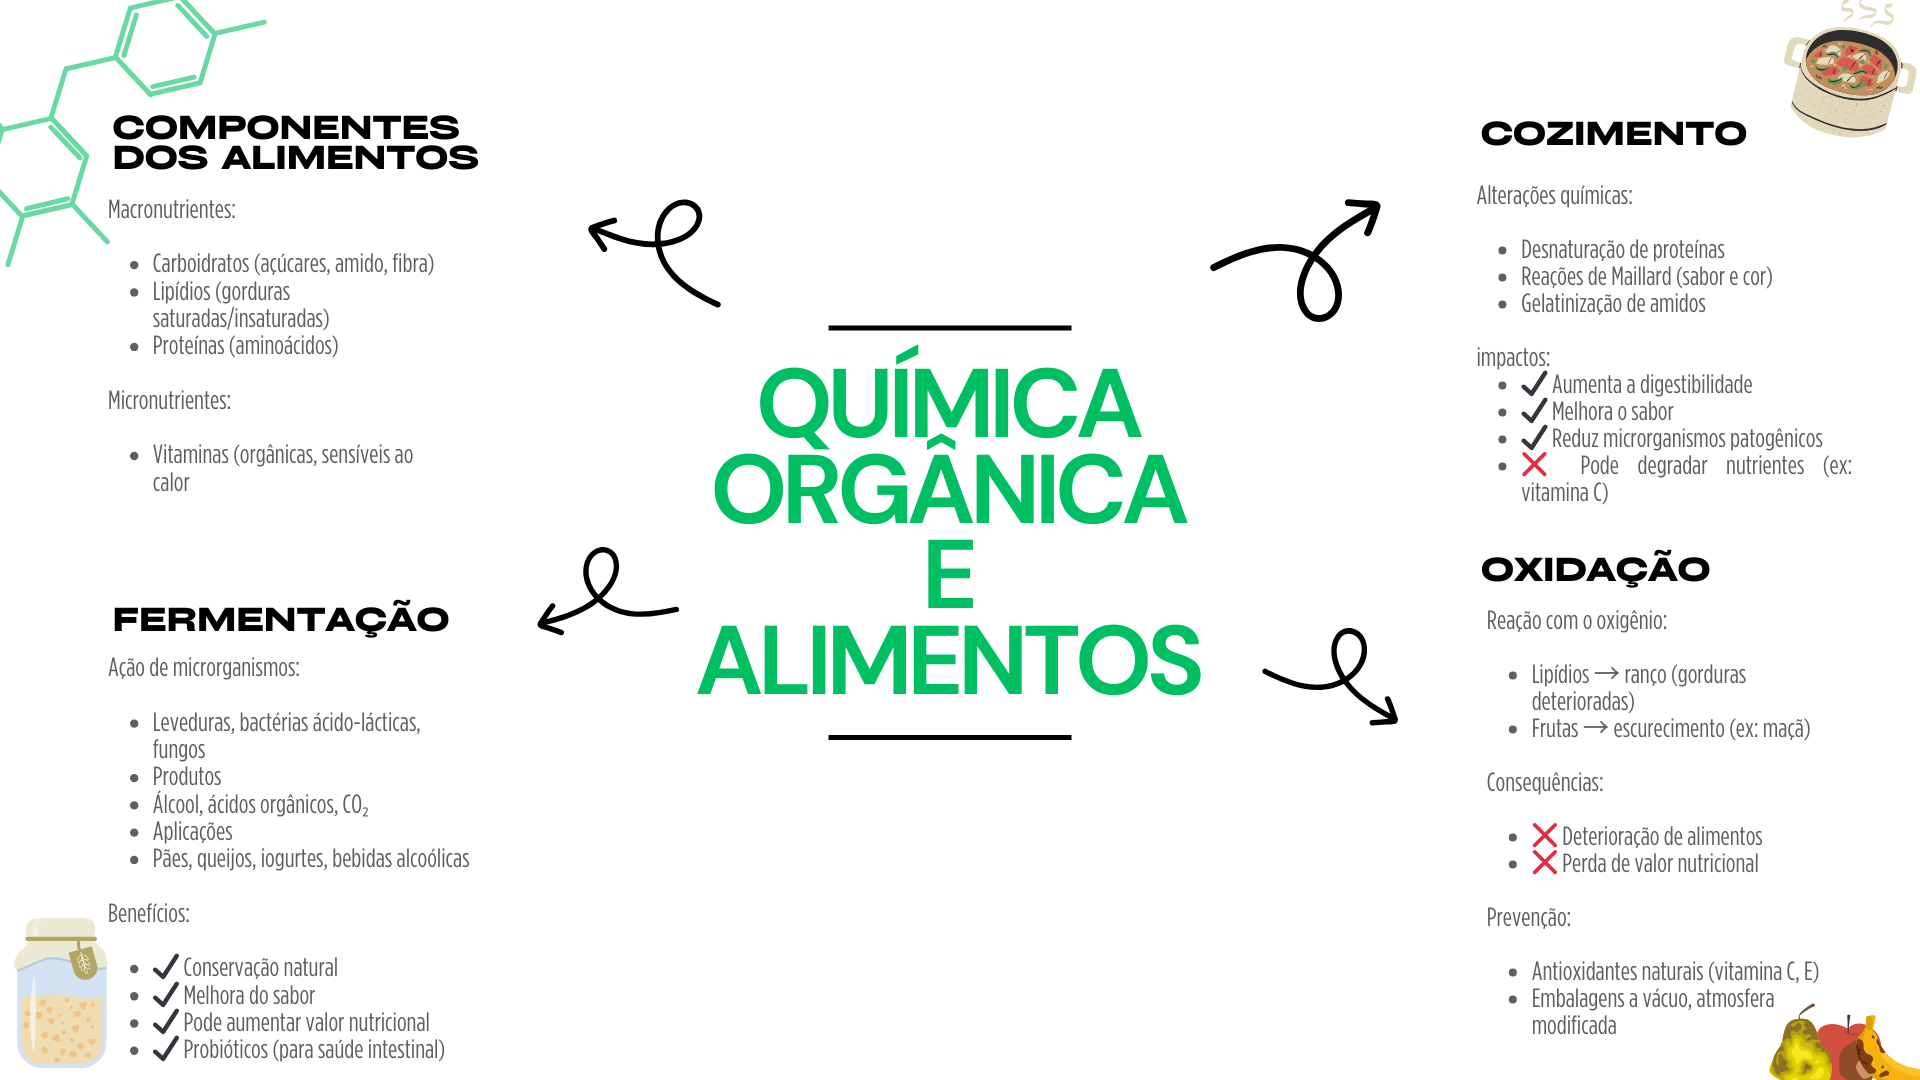 COMPONENTES
DOS ALIMENTOS
Macronutrientes:
• Carboidratos (açúcares, amido, fibra)
• Lipídios (gorduras
saturadas/insaturadas)
• Proteínas (aminoácidos)
Micronutrientes:
• Vitaminas (orgânicas, sensíveis ao
calor
FERMENTAÇÃO
Ação de microrganismos:
• Leveduras, bactérias ácido-lácticas,
fungos
• Produtos
• Álcool, ácidos orgânicos, CO₂
• Aplicações
• Pães, queijos, iogurtes, bebidas alcoólicas
Benefícios:
• ✔ Conservação natural
• ✔ Melhora do sabor
• ✔ Pode aumentar valor nutricional
• ✔ Probióticos (para saúde intestinal)
QUÍMICA
ORGÂNICA
E
ALIMENTOS
COZIMENTO
Alterações químicas:
• Desnaturação de proteínas
• Reações de Maillard (sabor e cor)
• Gelatinização de amidos
impactos:
• ✔ Aumenta a digestibilidade
• ✔ Melhora o sabor
• ✔ Reduz microrganismos patogênicos
• ❌ Pode degradar nutrientes (ex:
vitamina C)
OXIDAÇÃO
Reação com o oxigênio:
• Lipídios → ranço (gorduras
deterioradas)
• Frutas → escurecimento (ex: maçã)
Consequências:
• ❌ Deterioração de alimentos
• ❌ Perda de valor nutricional
Prevenção:
• Antioxidantes naturais (vitamina C, E)
• Embalagens a vácuo, atmosfera
modificada